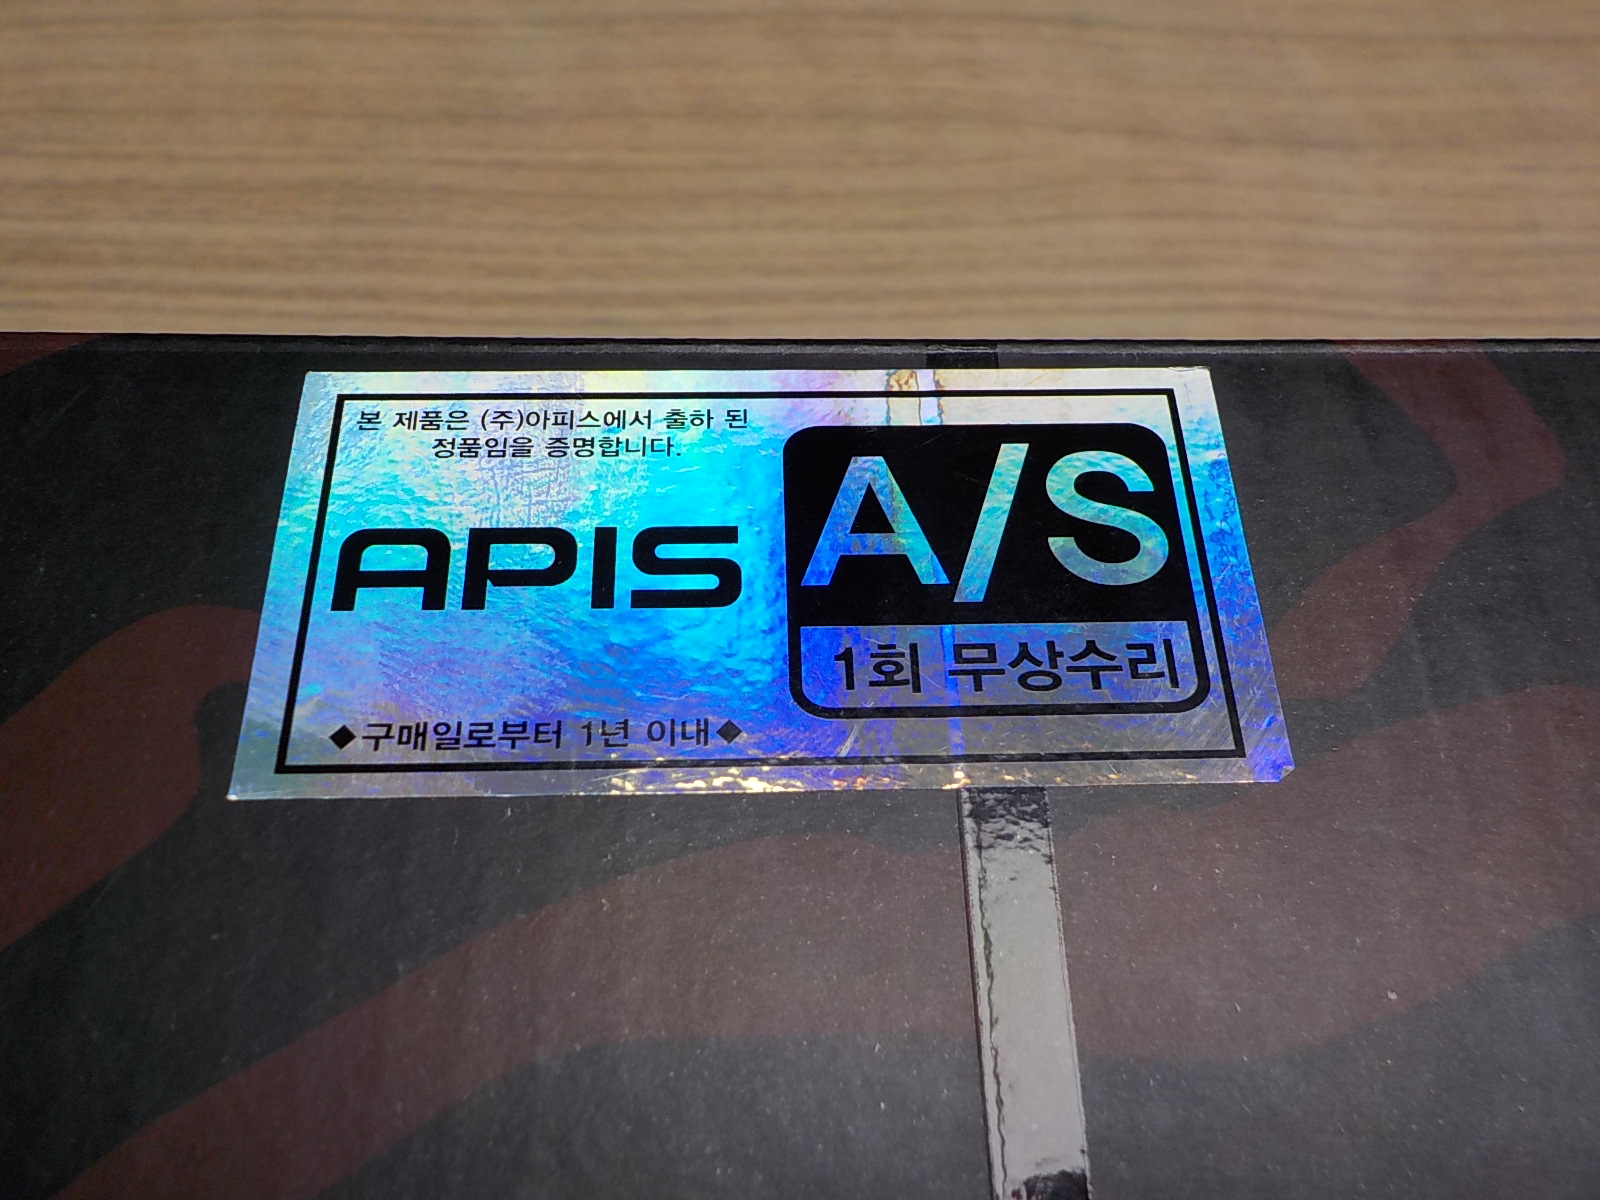 본 제품은 (주)아피스에서 출하 된
정품임을 증명합니다.
APIS
◆구매일로부터 1년 이내◆
A/S
1회 무상수리